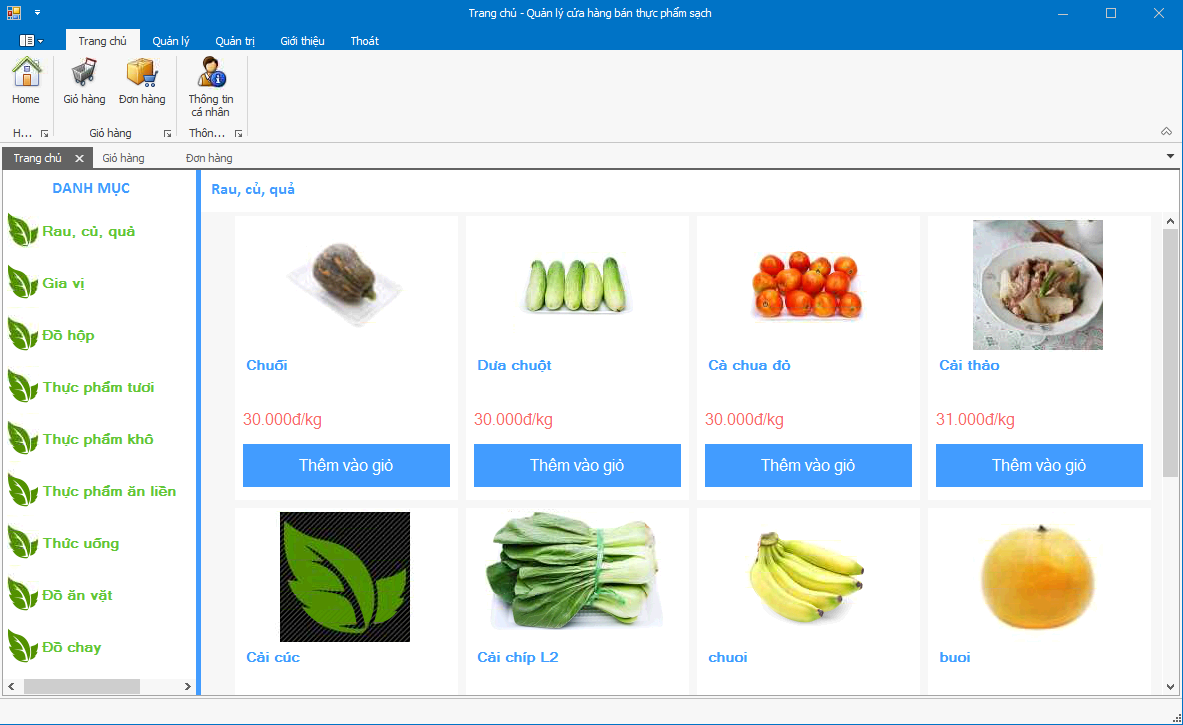 Trang chủ - Quản lý cửa hàng bán thực phẩm sạch
Trang chủ Quản lý Quản trị Giới thiệu Thoát
Home Giỏ hàng Đơn hàng Thông tin
cá nhân
H... Giỏ hàng Thôn...
Trang chủ Giỏ hàng Đơn hàng
DANH MỤC
Rau, củ, quả
Gia vị
Đồ hộp
Thực phẩm tươi
Thực phẩm khô
Thực phẩm ăn liền
Thức uống
Đồ ăn vặt
Đồ chay
Rau, củ, quả
Chuối Dưa chuột Cà chua đỏ Cải thảo
30.000đ/kg 30.000đ/kg 30.000đ/kg 31.000đ/kg
Thêm vào giỏ Thêm vào giỏ Thêm vào giỏ Thêm vào giỏ
Cải cúc Cải chíp L2 chuoi buoi